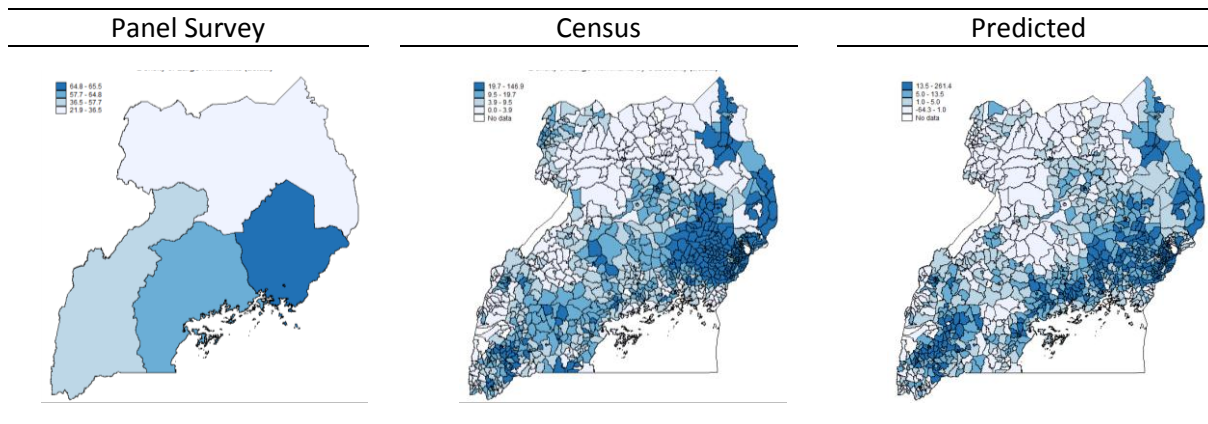 Panel Survey
Census
Predicted
64.8 - 65.5
57.7 - 64.8
36.5 - 57.7
21.9 - 36.5
19.7 - 146.9
9.5 - 19.7
3.9 - 9.5
0.0 - 3.9
No data
13.5 - 261.4
5.0 - 13.5
1.0 - 5.0
-64.3 - 1.0
No data